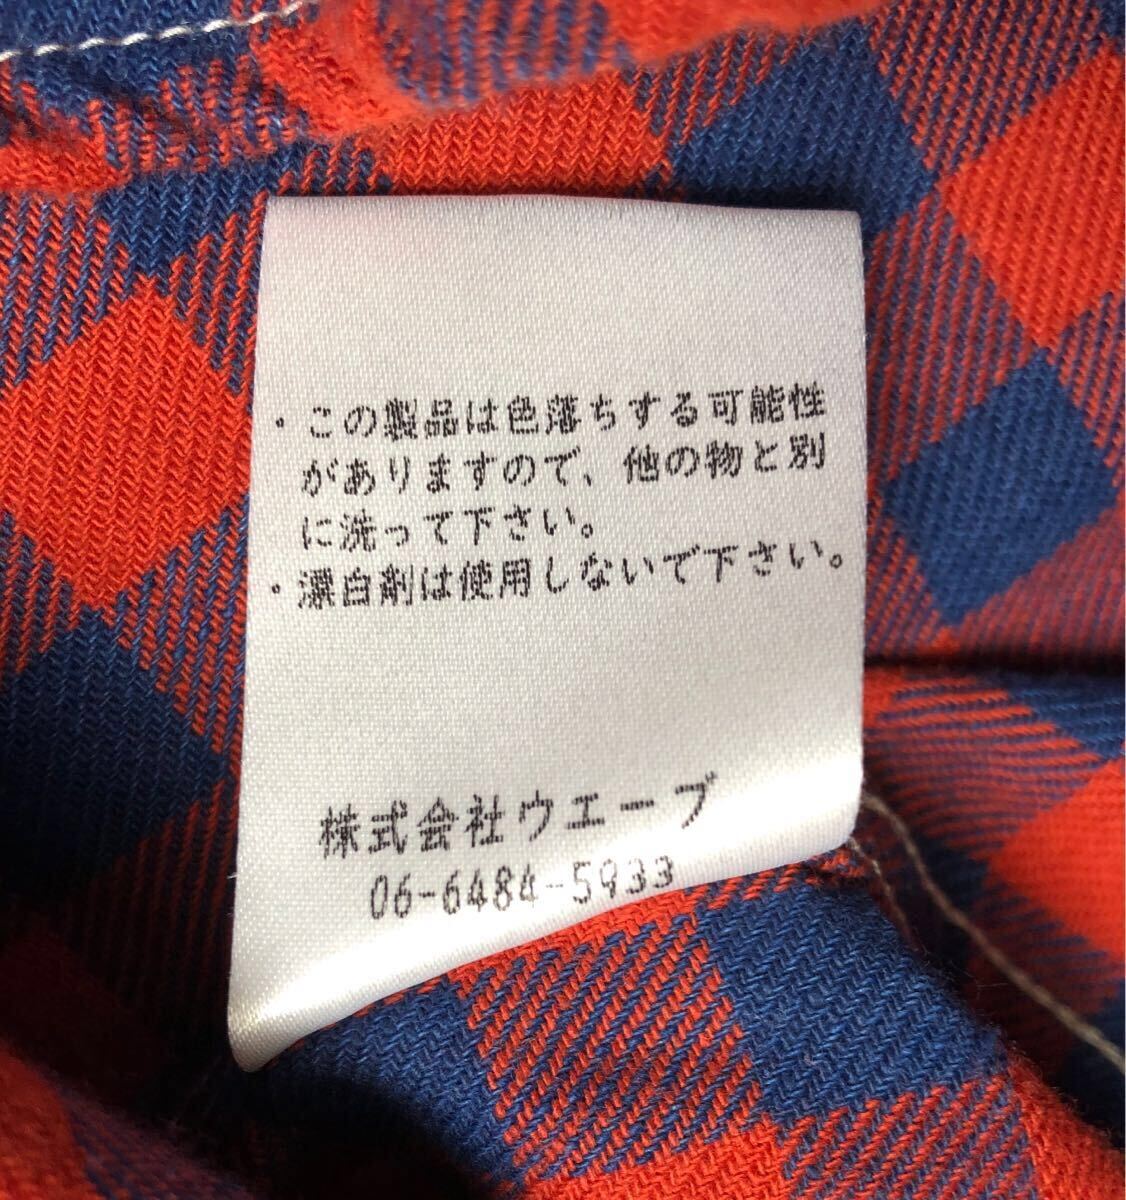 ・この製品は色落ちする可能性
がありますので、他の物と別
に洗って下さい。
・漂白剤は使用しないで下さい。
株式会社ウエーブ
06-6484-5933